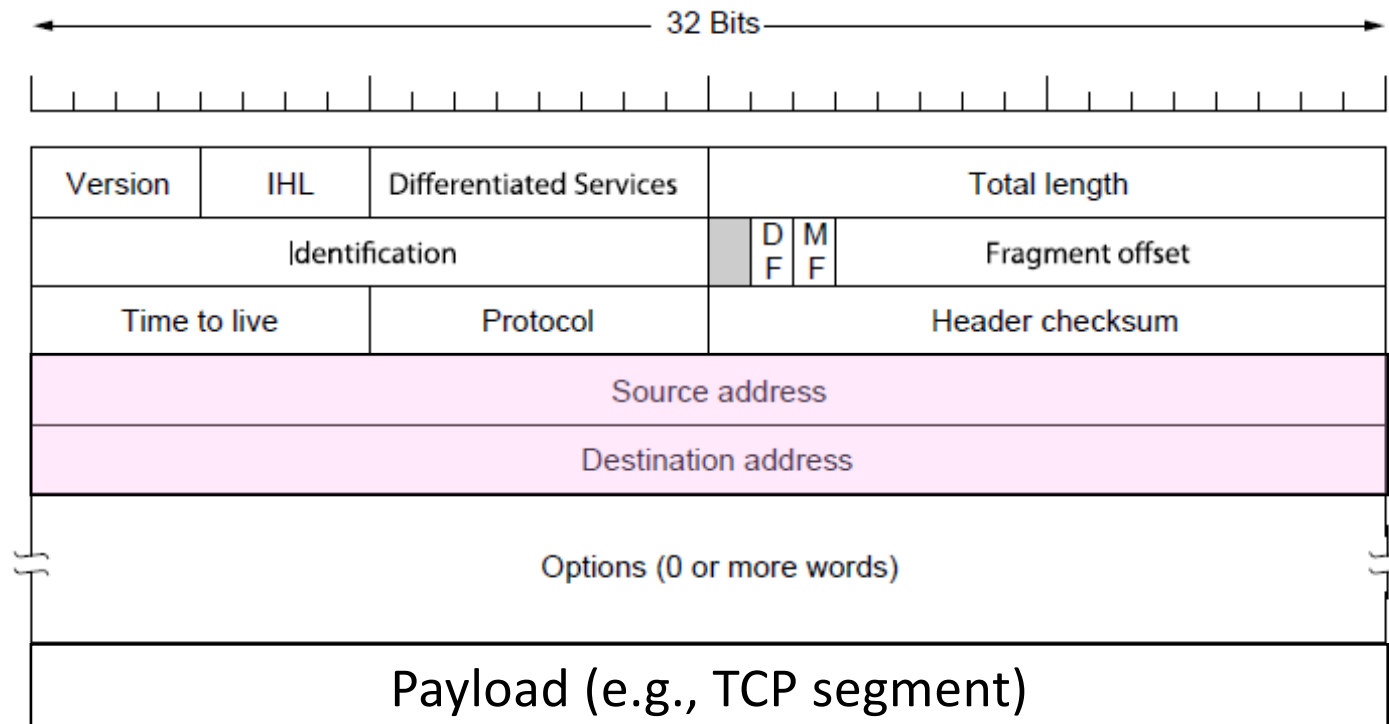 32 Bits
Version IHL Differentiated Services Total length
Identification D F M F Fragment offset
Time to live Protocol Header checksum
Source address
Destination address
Options (0 or more words)
Payload (e.g., TCP segment)